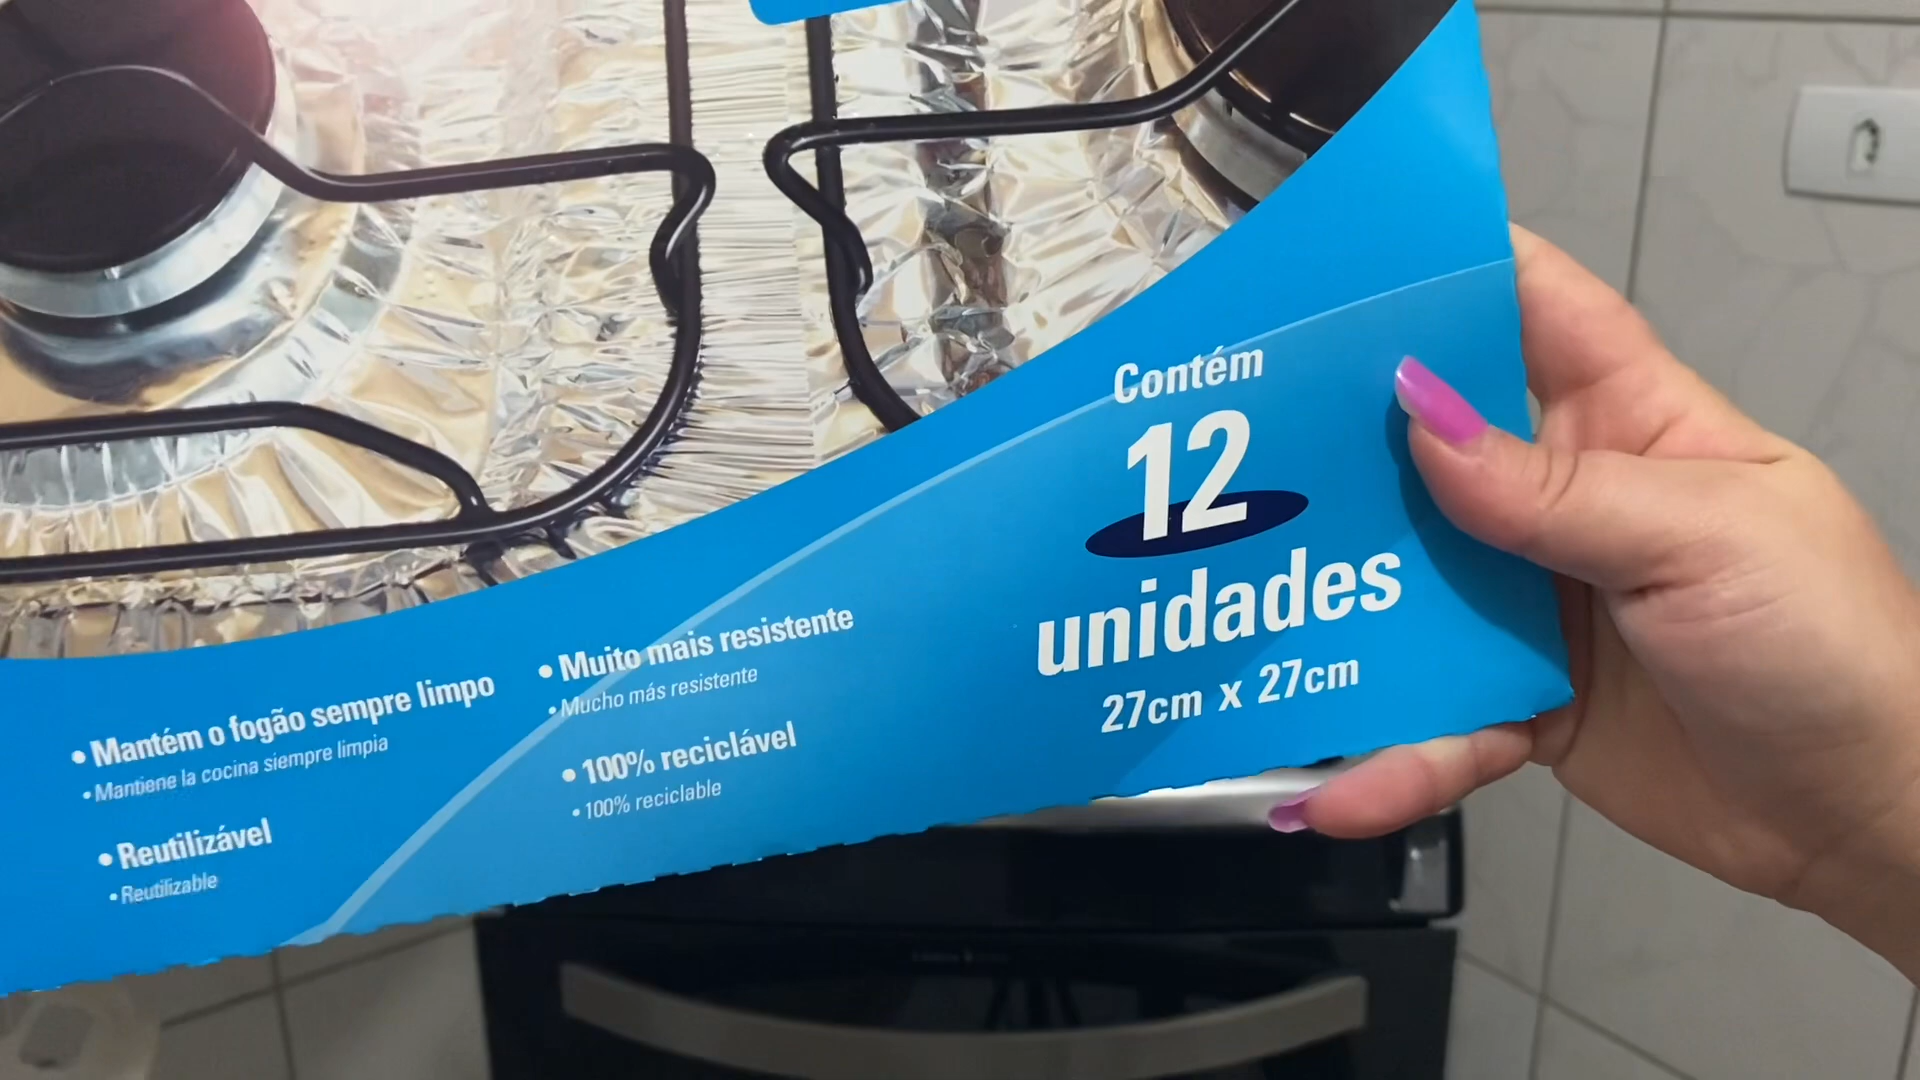 Contém
12
unidades
27cm x 27cm
• Mantém o fogão sempre limpo
• Mantiene la cocina siempre limpia
• Reutilizável
• Reutilizable
• Muito mais resistente
• Mucho más resistente
• 100% reciclável
• 100% reciclable